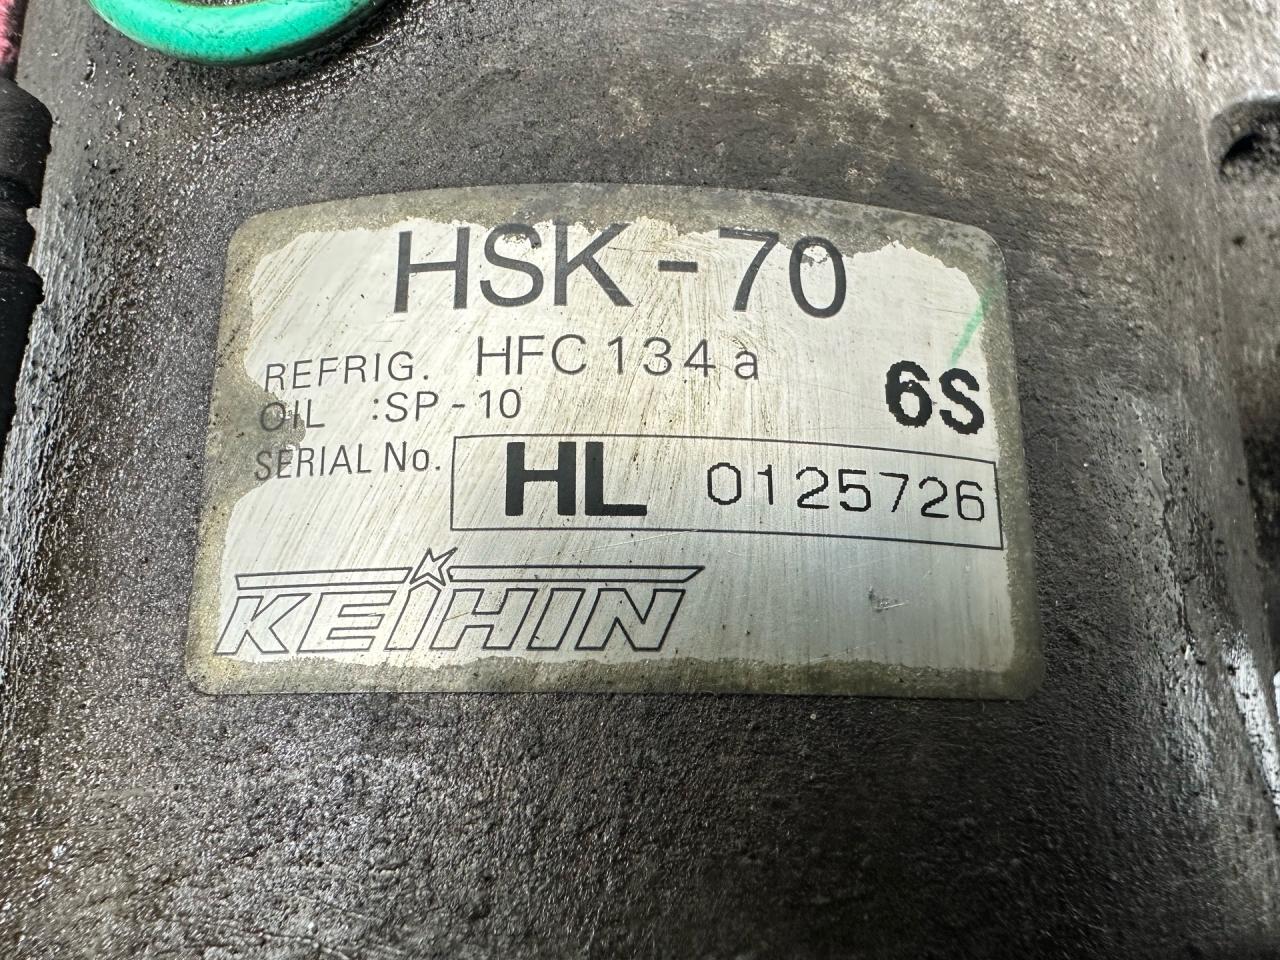 HSK-70
REFRIG. HFC134a
OIL :SP-10 6S
SERIAL No. HL 0125726
KEIHIN